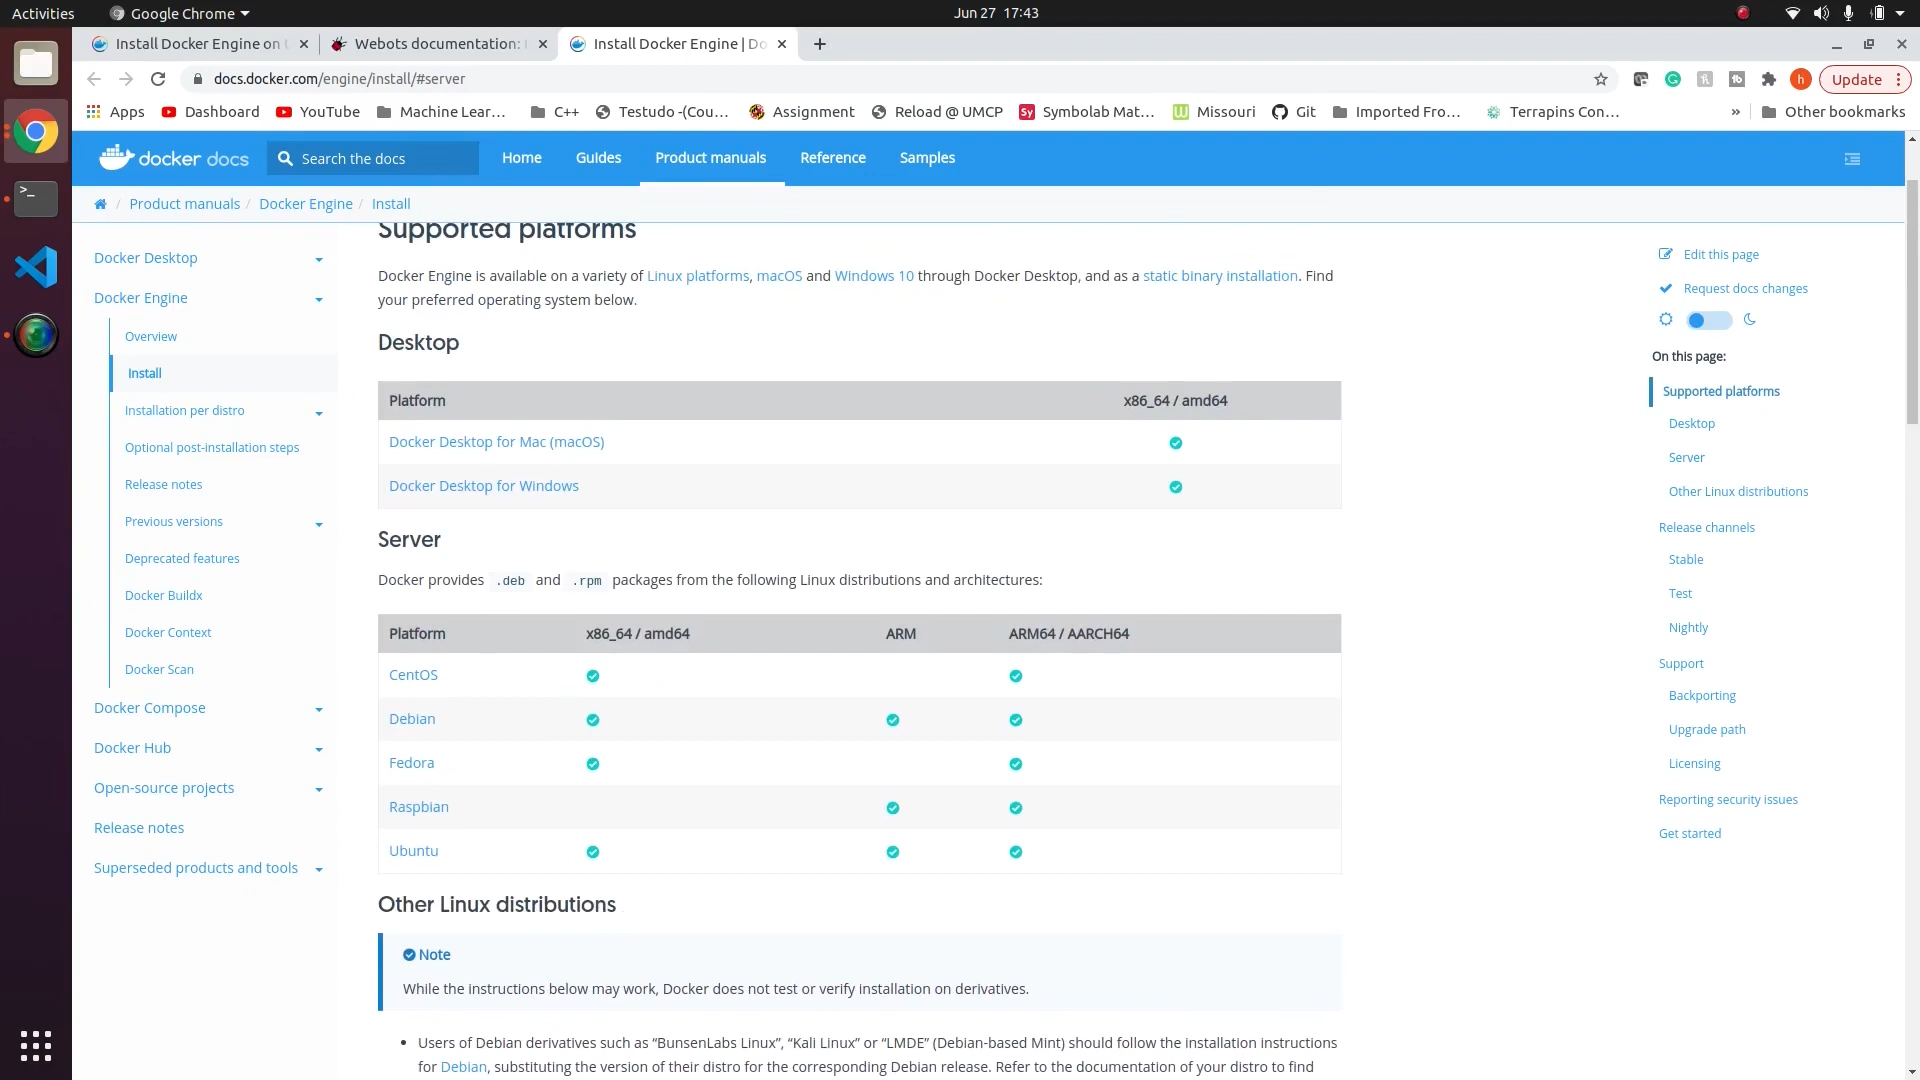 Activities
Google Chrome
Jun 27 17:43
Install Docker Engine on
Webots documentation:
Install Docker Engine | Do
docs.docker.com/engine/install/#server
h
Update
Apps
Dashboard
YouTube
Machine Lear...
C++
Testudo -(Cou...
Assignment
Reload @ UMCP
Sy Symbolab Mat...
Missouri
Git
Imported Fro...
Terrapins Con...
»
Other bookmarks
docker docs
Search the docs
Home
Guides
Product manuals
Reference
Samples
/ Product manuals / Docker Engine / Install
Docker Desktop
Docker Engine
Overview
Install
Installation per distro
Optional post-installation steps
Release notes
Previous versions
Deprecated features
Docker Buildx
Docker Context
Docker Scan
Docker Compose
Docker Hub
Open-source projects
Release notes
Superseded products and tools
Supported platforms
Docker Engine is available on a variety of Linux platforms, macOS and Windows 10 through Docker Desktop, and as a static binary installation. Find
your preferred operating system below.
Desktop
Platform x86_64 / amd64
Docker Desktop for Mac (macOS)
Docker Desktop for Windows
Server
Docker provides .deb and .rpm packages from the following Linux distributions and architectures:
Platform x86_64 / amd64 ARM ARM64 / AARCH64
CentOS
Debian
Fedora
Raspbian
Ubuntu
Other Linux distributions
Note
While the instructions below may work, Docker does not test or verify installation on derivatives.
• Users of Debian derivatives such as “BunsenLabs Linux”, “Kali Linux” or “LMDE” (Debian-based Mint) should follow the installation instructions
for Debian, substituting the version of their distro for the corresponding Debian release. Refer to the documentation of your distro to find
Edit this page
Request docs changes
On this page:
Supported platforms
Desktop
Server
Other Linux distributions
Release channels
Stable
Test
Nightly
Support
Backporting
Upgrade path
Licensing
Reporting security issues
Get started